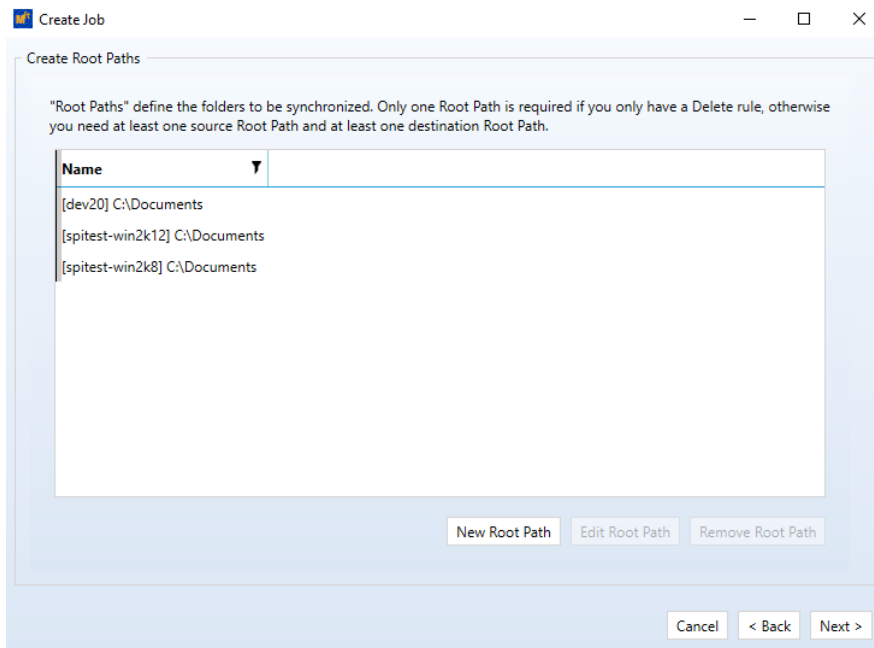 Create Job
Create Root Paths
"Root Paths" define the folders to be synchronized. Only one Root Path is required if you only have a Delete rule, otherwise
you need at least one source Root Path and at least one destination Root Path.
Name
[dev20] C:\Documents
[spitest-win2k12] C:\Documents
[spitest-win2k8] C:\Documents
New Root Path Edit Root Path Remove Root Path
Cancel < Back Next >